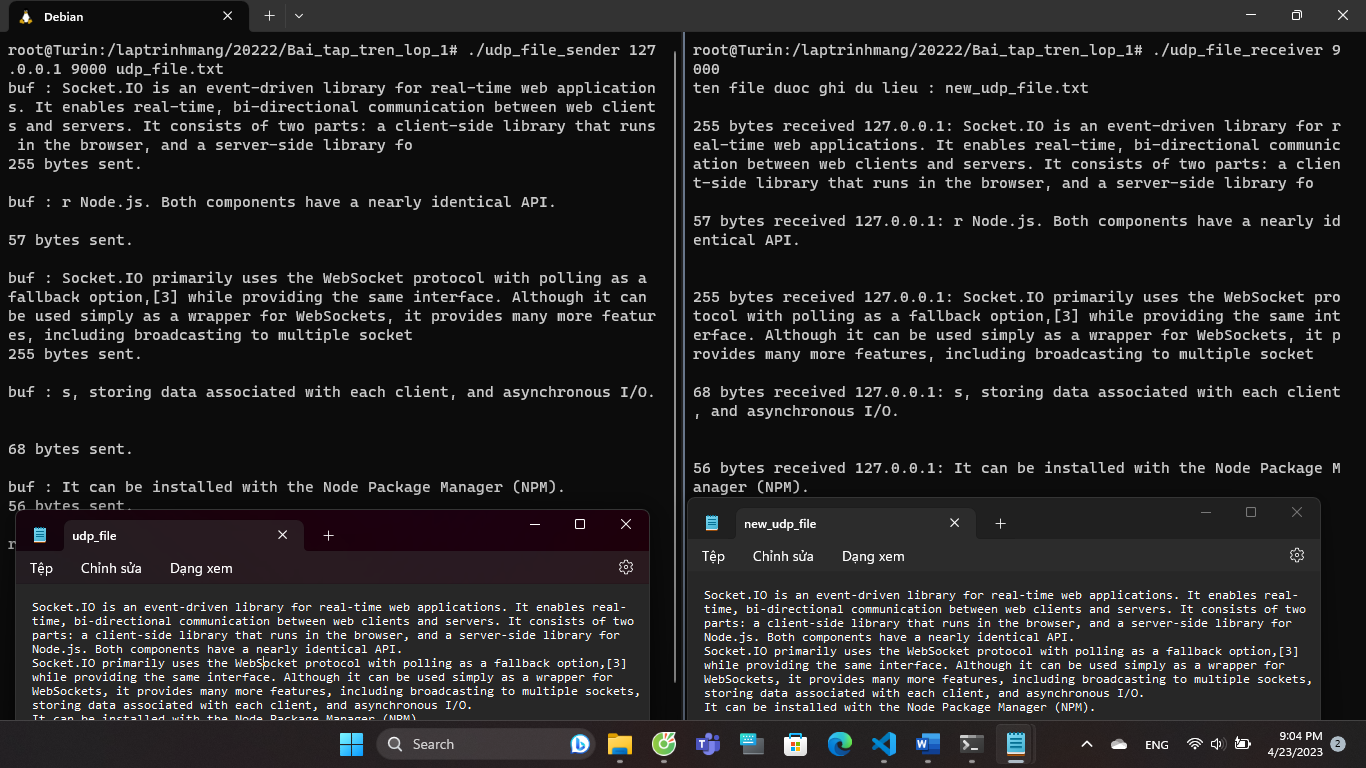 Debian
root@Turin:/laptrinhmang/20222/Bai_tap_tren_lop_1# ./udp_file_sender 127
.0.0.1 9000 udp_file.txt
buf : Socket.IO is an event-driven library for real-time web application
s. It enables real-time, bi-directional communication between web client
s and servers. It consists of two parts: a client-side library that runs
 in the browser, and a server-side library fo
255 bytes sent.
buf : r Node.js. Both components have a nearly identical API.
57 bytes sent.
buf : Socket.IO primarily uses the WebSocket protocol with polling as a
fallback option,[3] while providing the same interface. Although it can
be used simply as a wrapper for WebSockets, it provides many more featur
es, including broadcasting to multiple socket
255 bytes sent.
buf : s, storing data associated with each client, and asynchronous I/O.
68 bytes sent.
buf : It can be installed with the Node Package Manager (NPM).
56 bytes sent.
r
root@Turin:/laptrinhmang/20222/Bai_tap_tren_lop_1# ./udp_file_receiver 9
000
ten file duoc ghi du lieu : new_udp_file.txt
255 bytes received 127.0.0.1: Socket.IO is an event-driven library for r
eal-time web applications. It enables real-time, bi-directional communic
ation between web clients and servers. It consists of two parts: a clien
t-side library that runs in the browser, and a server-side library fo
57 bytes received 127.0.0.1: r Node.js. Both components have a nearly id
entical API.
255 bytes received 127.0.0.1: Socket.IO primarily uses the WebSocket pro
tocol with polling as a fallback option,[3] while providing the same int
erface. Although it can be used simply as a wrapper for WebSockets, it p
rovides many more features, including broadcasting to multiple socket
68 bytes received 127.0.0.1: s, storing data associated with each client
, and asynchronous I/O.
56 bytes received 127.0.0.1: It can be installed with the Node Package M
anager (NPM).
udp_file
Tệp Chỉnh sửa Dạng xem
Socket.IO is an event-driven library for real-time web applications. It enables real-
time, bi-directional communication between web clients and servers. It consists of two
parts: a client-side library that runs in the browser, and a server-side library for
Node.js. Both components have a nearly identical API.
Socket.IO primarily uses the WebSocket protocol with polling as a fallback option,[3]
while providing the same interface. Although it can be used simply as a wrapper for
WebSockets, it provides many more features, including broadcasting to multiple sockets,
storing data associated with each client, and asynchronous I/O.
It can be installed with the Node Package Manager (NPM)
new_udp_file
Tệp Chỉnh sửa Dạng xem
Socket.IO is an event-driven library for real-time web applications. It enables real-
time, bi-directional communication between web clients and servers. It consists of two
parts: a client-side library that runs in the browser, and a server-side library for
Node.js. Both components have a nearly identical API.
Socket.IO primarily uses the WebSocket protocol with polling as a fallback option,[3]
while providing the same interface. Although it can be used simply as a wrapper for
WebSockets, it provides many more features, including broadcasting to multiple sockets,
storing data associated with each client, and asynchronous I/O.
It can be installed with the Node Package Manager (NPM).
Search
ENG
9:04 PM
4/23/2023
2